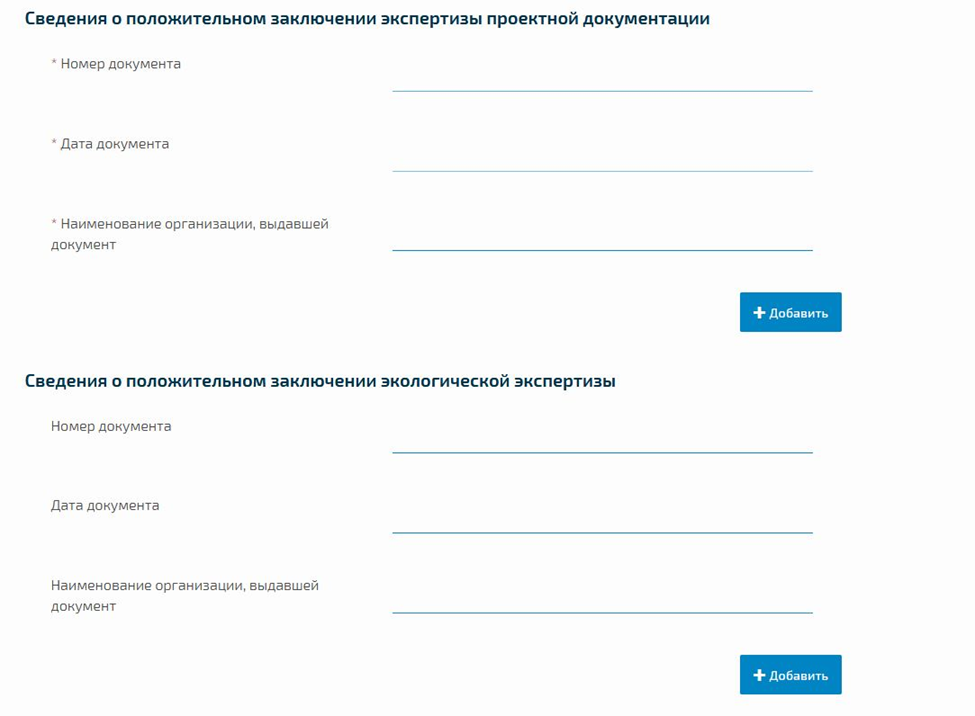 Сведения о положительном заключении экспертизы проектной документации
* Номер документа
* Дата документа
* Наименование организации, выдавшей
документ
+ Добавить
Сведения о положительном заключении экологической экспертизы
Номер документа
Дата документа
Наименование организации, выдавшей
документ
+ Добавить